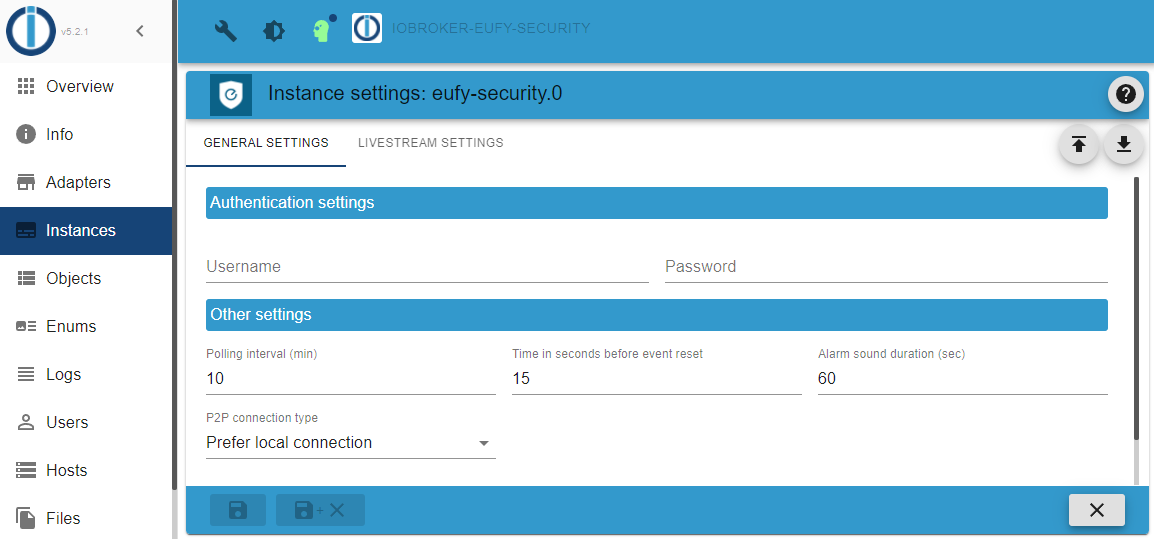 v5.2.1
IOBROKER-EUFY-SECURITY
Overview
Info
Adapters
Instances
Objects
Enums
Logs
Users
Hosts
Files
Instance settings: eufy-security.0
GENERAL SETTINGS LIVESTREAM SETTINGS
Authentication settings
Username Password
Other settings
Polling interval (min) Time in seconds before event reset Alarm sound duration (sec)
10 15 60
P2P connection type
Prefer local connection
+